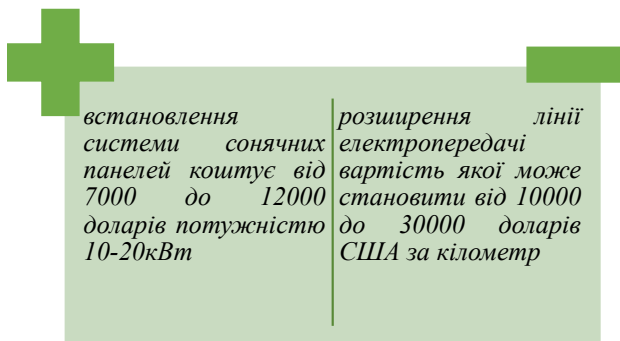 встановлення
системи сонячних
панелей коштує від
7000 до 12000
доларів потужністю
10-20кВт
розширення лінії
електропередачі
вартість якої може
становити від 10000
до 30000 доларів
США за кілометр